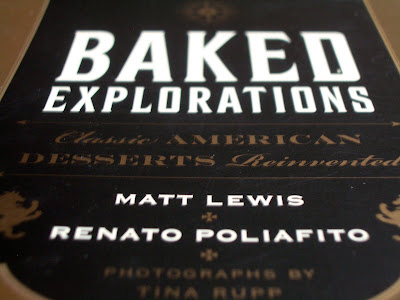 BAKED
EXPLORATIONS
Classic AMERICAN
DESSERTS Reinvented
MATT LEWIS
RENATO POLIAFITO
PHOTOGRAPHS BY
TINA RUPP